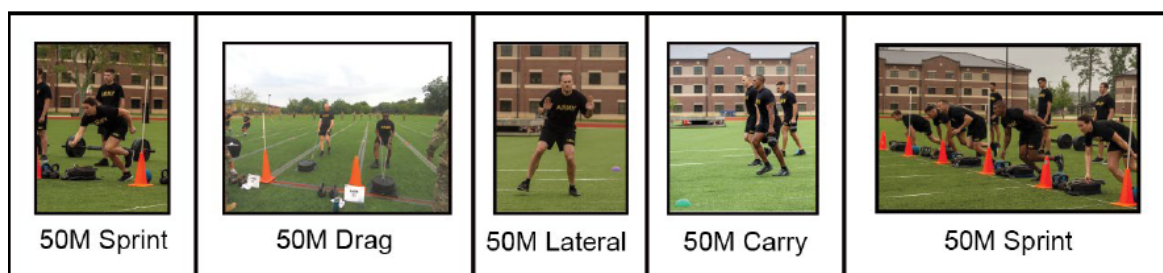 ARMY
50M Sprint
50M Drag
50M Lateral
50M Carry
50M Sprint